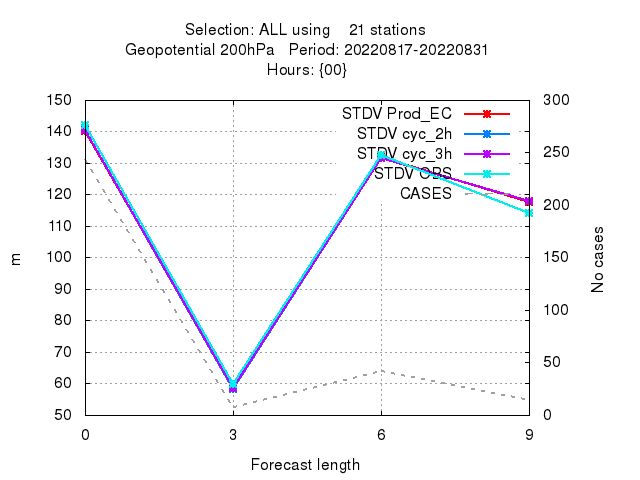 Selection: ALL using    21 stations
Geopotential 200hPa   Period: 20220817-20220831
Hours: {00}
150
140
130
120
110
100
90
80
70
60
50
m
STDV Prod_EC
STDV cyc_2h
STDV cyc_3h
STDV OBS
CASES
300
250
200
150
100
50
0
No cases
0 3 6 9
Forecast length